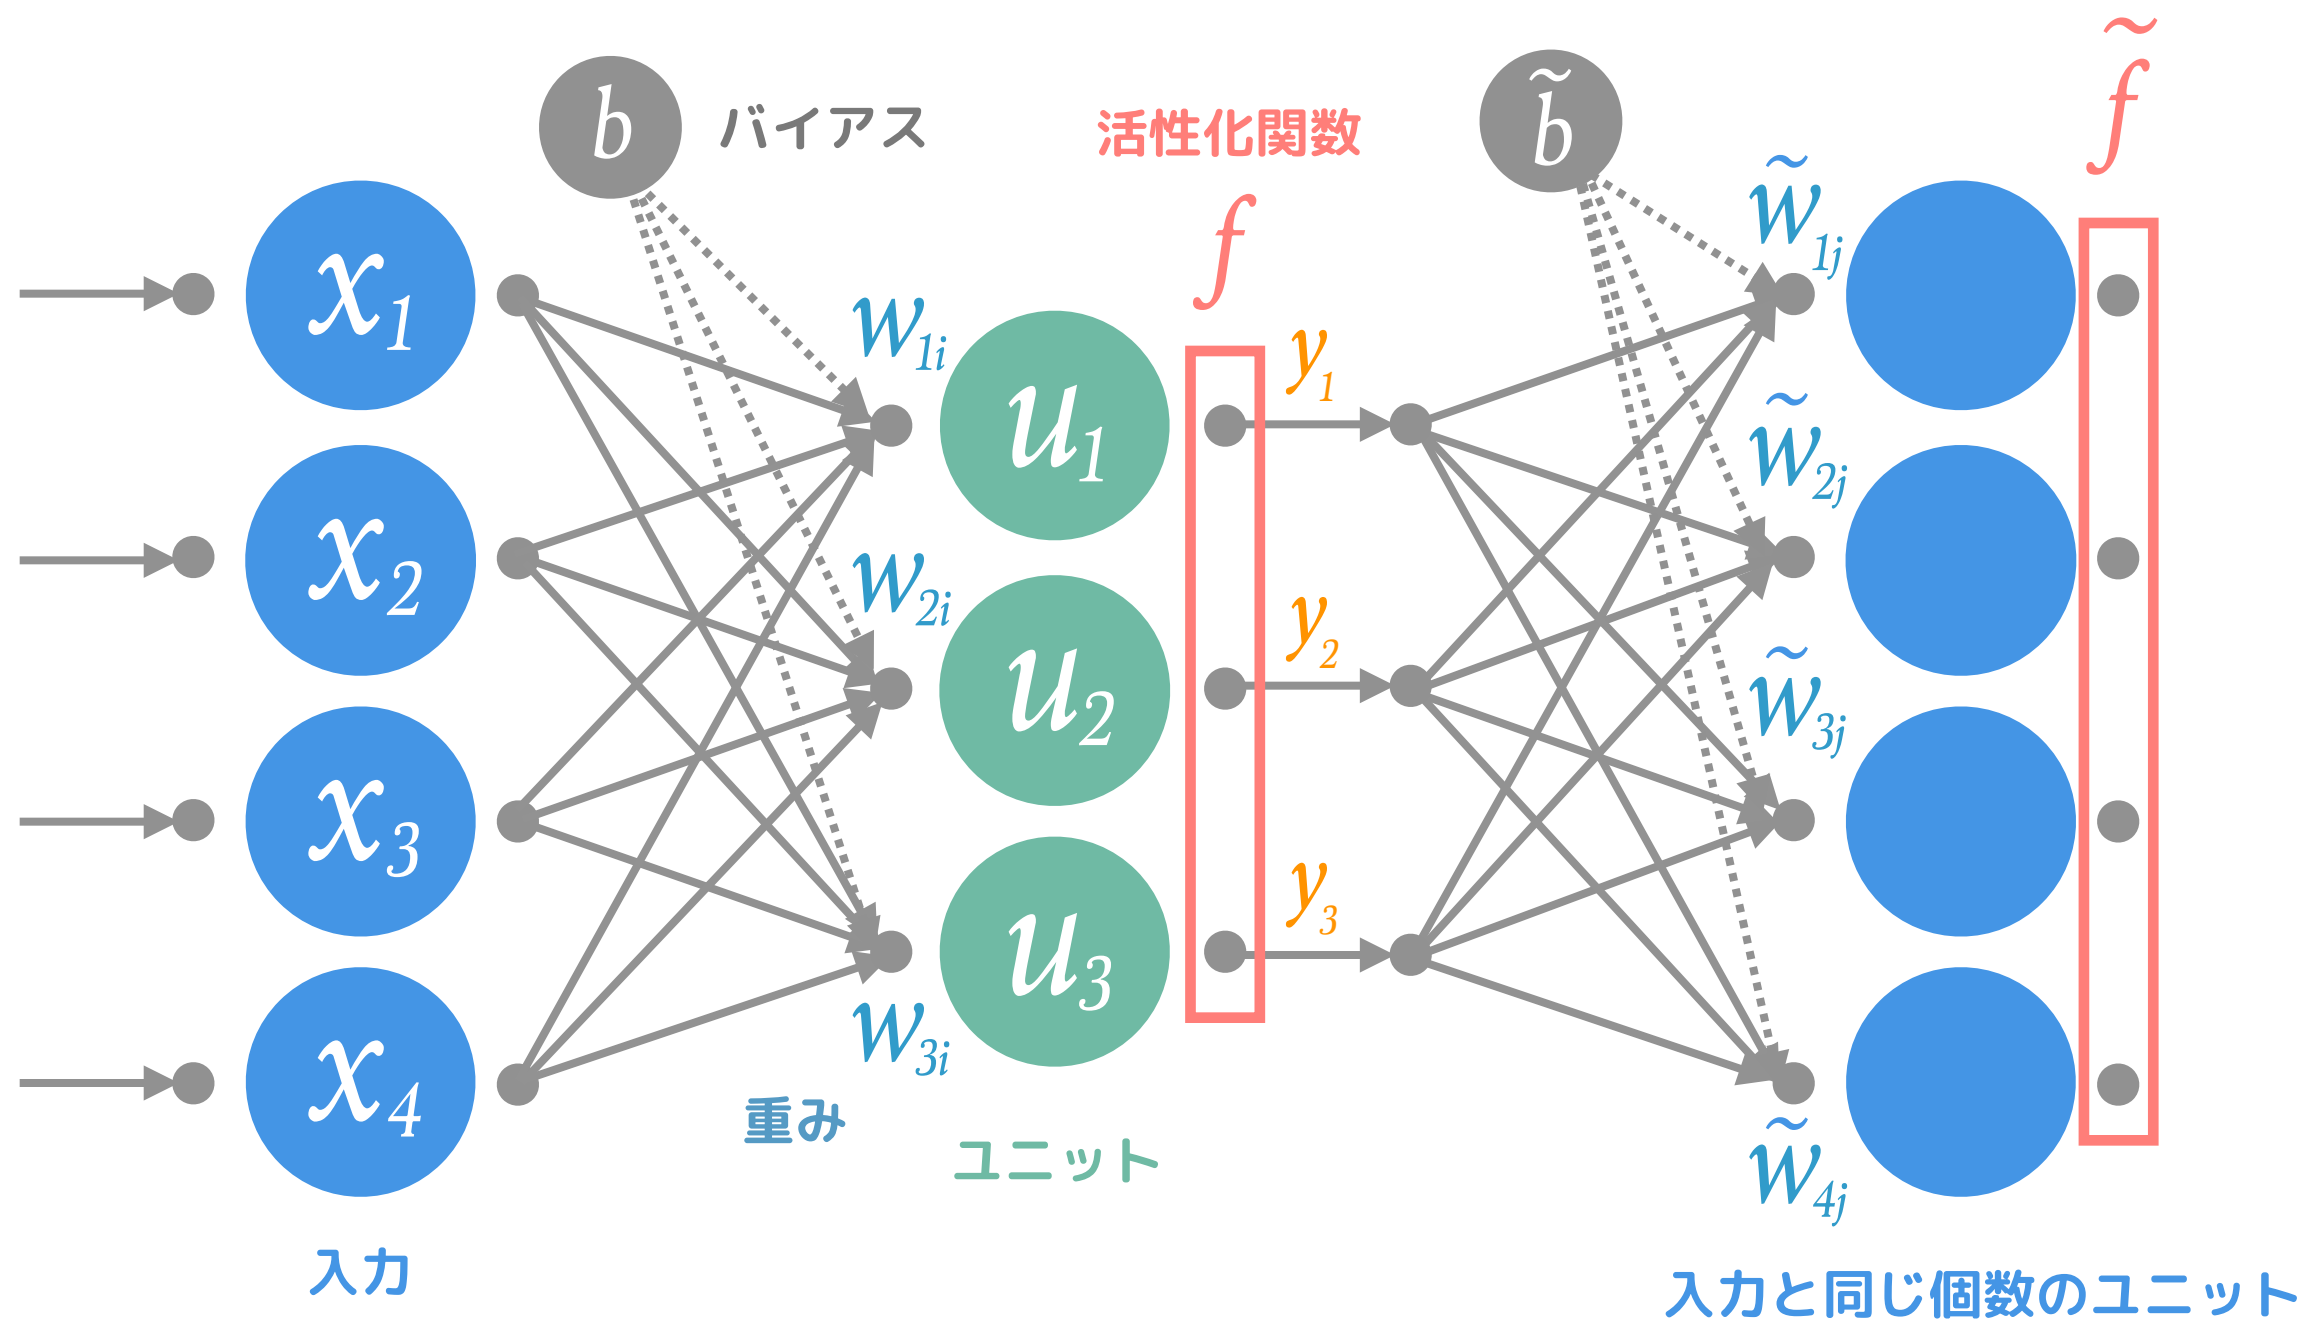 b バイアス
活性化関数
f
b̃
f̃
x1
x2
x3
x4
入力
w1i
w2i
w3i
重み
u1
u2
u3
ユニット
y1
y2
y3
w̃1j
w̃2j
w̃3j
w̃4j
入力と同じ個数のユニット